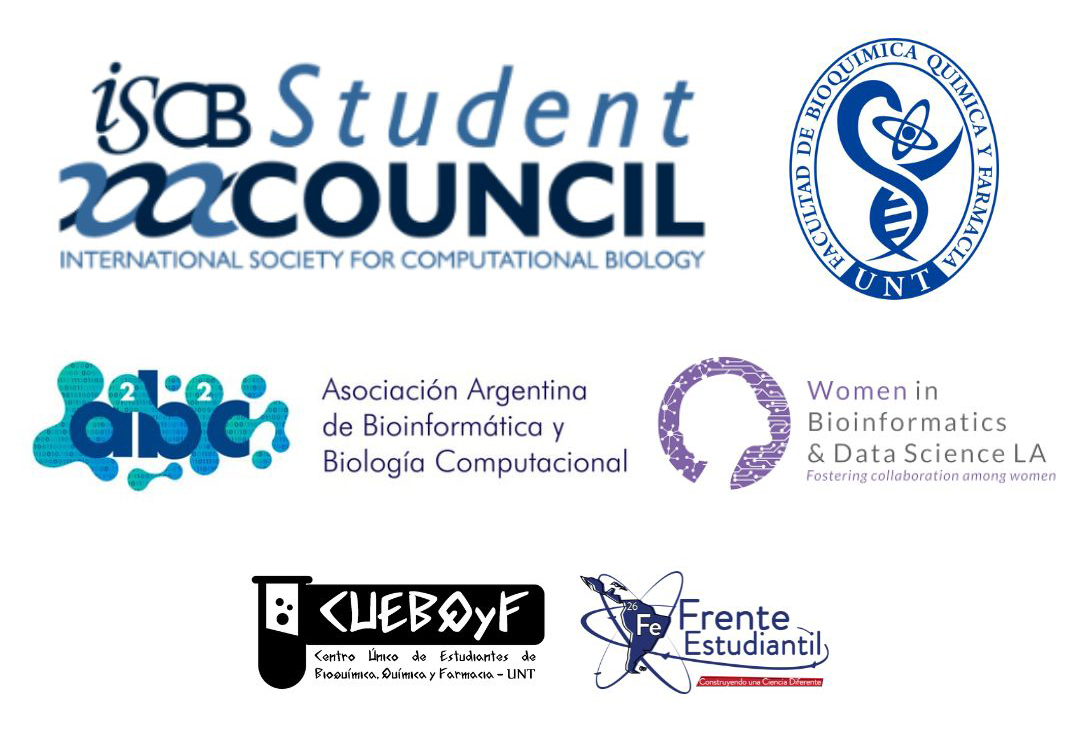 iSCB Student
COUNCIL
INTERNATIONAL SOCIETY FOR COMPUTATIONAL BIOLOGY
FACULTAD DE BIOQUIMICA QUIMICA Y FARMACIA
UNT
a2b2c
Asociación Argentina
de Bioinformática y
Biología Computacional
Women in
Bioinformatics
& Data Science LA
Fostering collaboration among women
CUEBQyF
Centro Único de Estudiantes de
Bioquímica, Química y Farmacia - UNT
26
Fe
Frente
Estudiantil
Construyendo una Ciencia Diferente